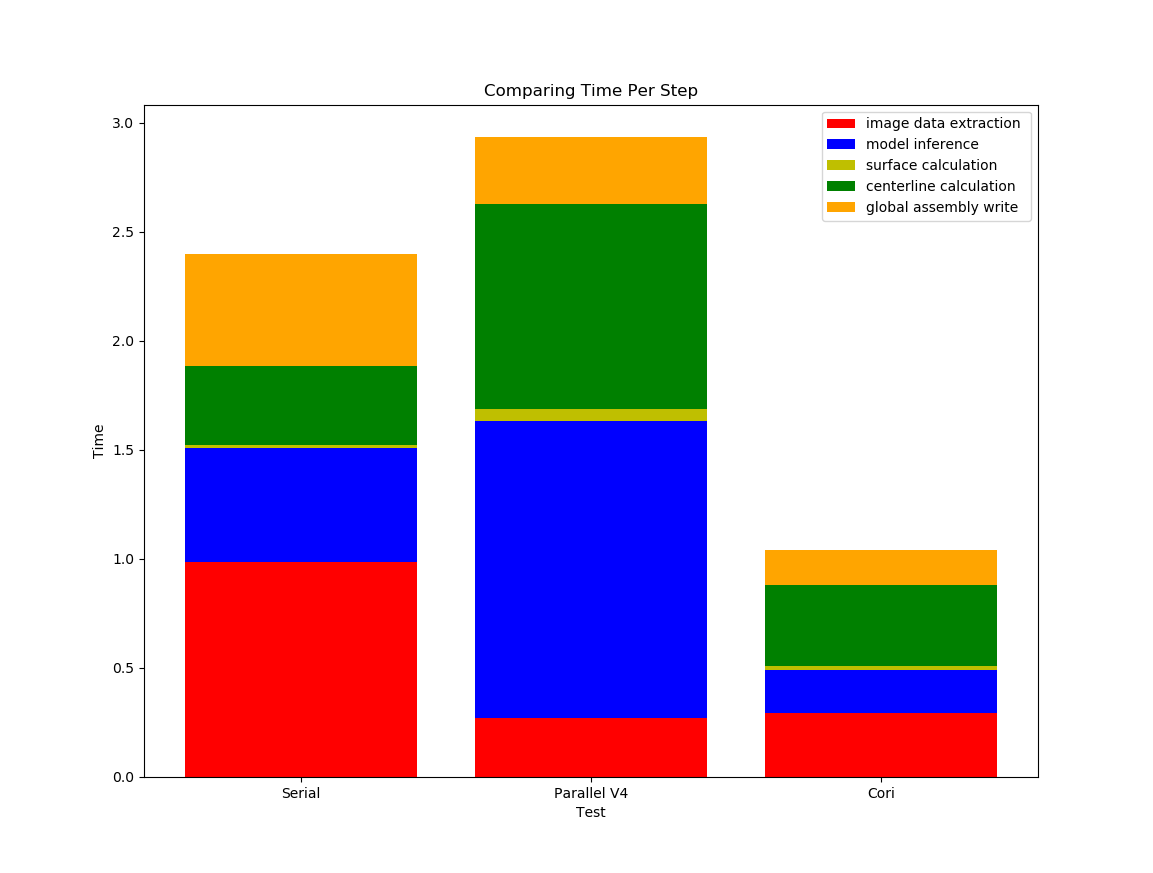 Comparing Time Per Step
3.0
2.5
2.0
1.5
1.0
0.5
0.0
Time
image data extraction
model inference
surface calculation
centerline calculation
global assembly write
Serial
Parallel V4
Cori
Test